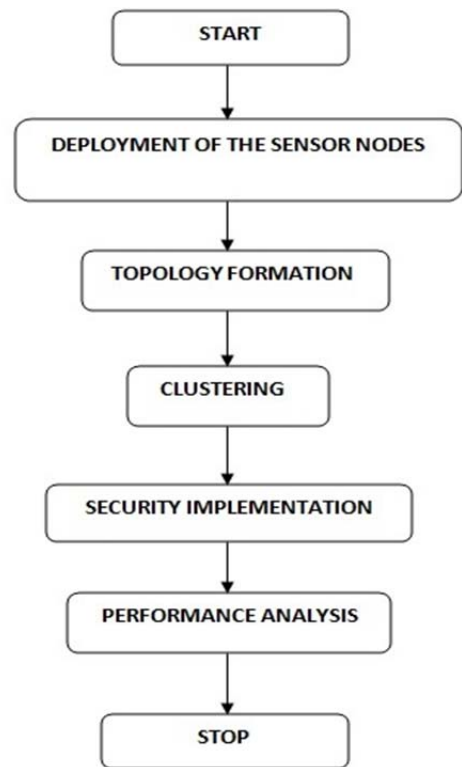 START
DEPLOYMENT OF THE SENSOR NODES
TOPOLOGY FORMATION
CLUSTERING
SECURITY IMPLEMENTATION
PERFORMANCE ANALYSIS
STOP